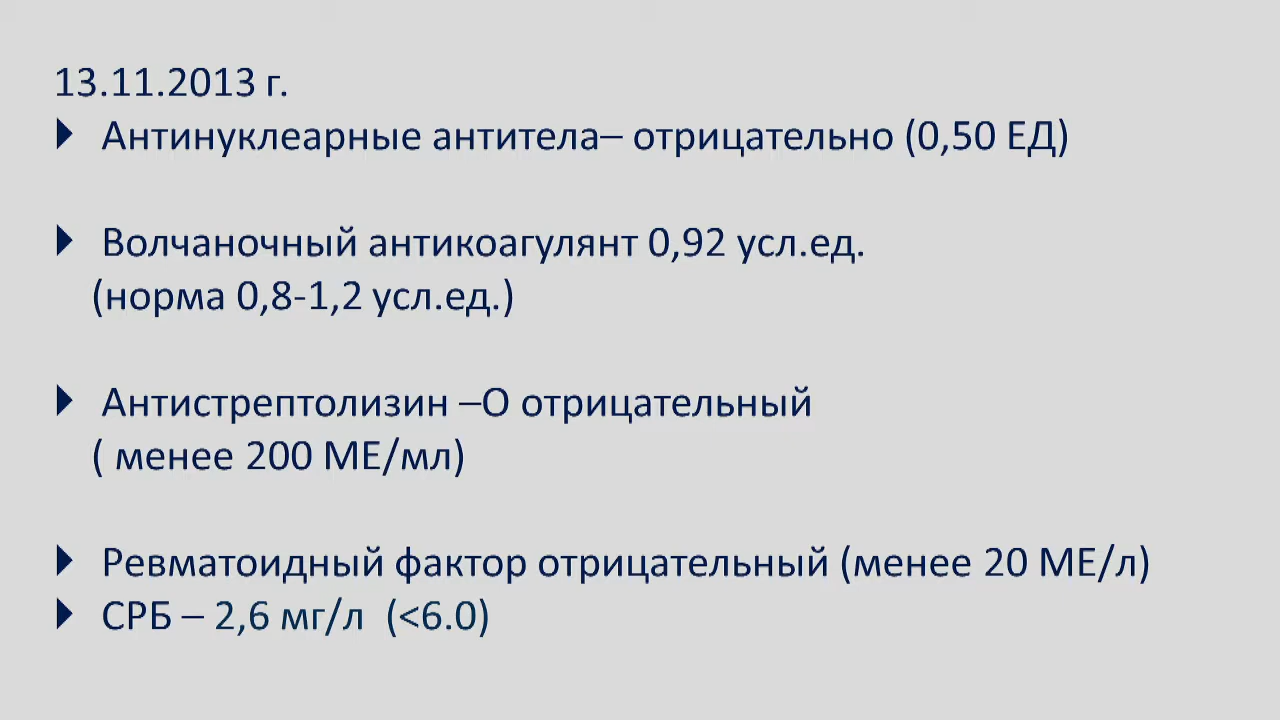 13.11.2013 г.
Антинуклеарные антитела– отрицательно (0,50 ЕД)
Волчаночный антикоагулянт 0,92 усл.ед.
(норма 0,8-1,2 усл.ед.)
Антистрептолизин –О отрицательный
( менее 200 МЕ/мл)
Ревматоидный фактор отрицательный (менее 20 МЕ/л)
СРБ – 2,6 мг/л (<6.0)